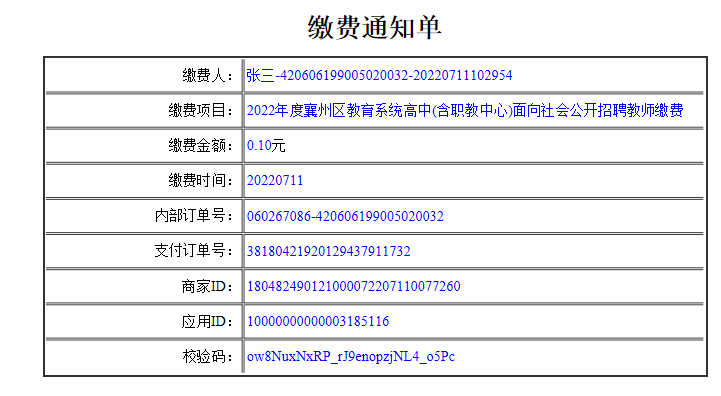 缴费通知单
缴费人： 张三-420606199005020032-20220711102954
缴费项目： 2022年度襄州区教育系统高中(含职教中心)面向社会公开招聘教师缴费
缴费金额： 0.10元
缴费时间： 20220711
内部订单号： 060267086-420606199005020032
支付订单号： 38180421920129437911732
商家ID： 180482490121000072207110077260
应用ID： 10000000000003185116
校验码： ow8NuxNxRP_rJ9enopzjNL4_o5Pc